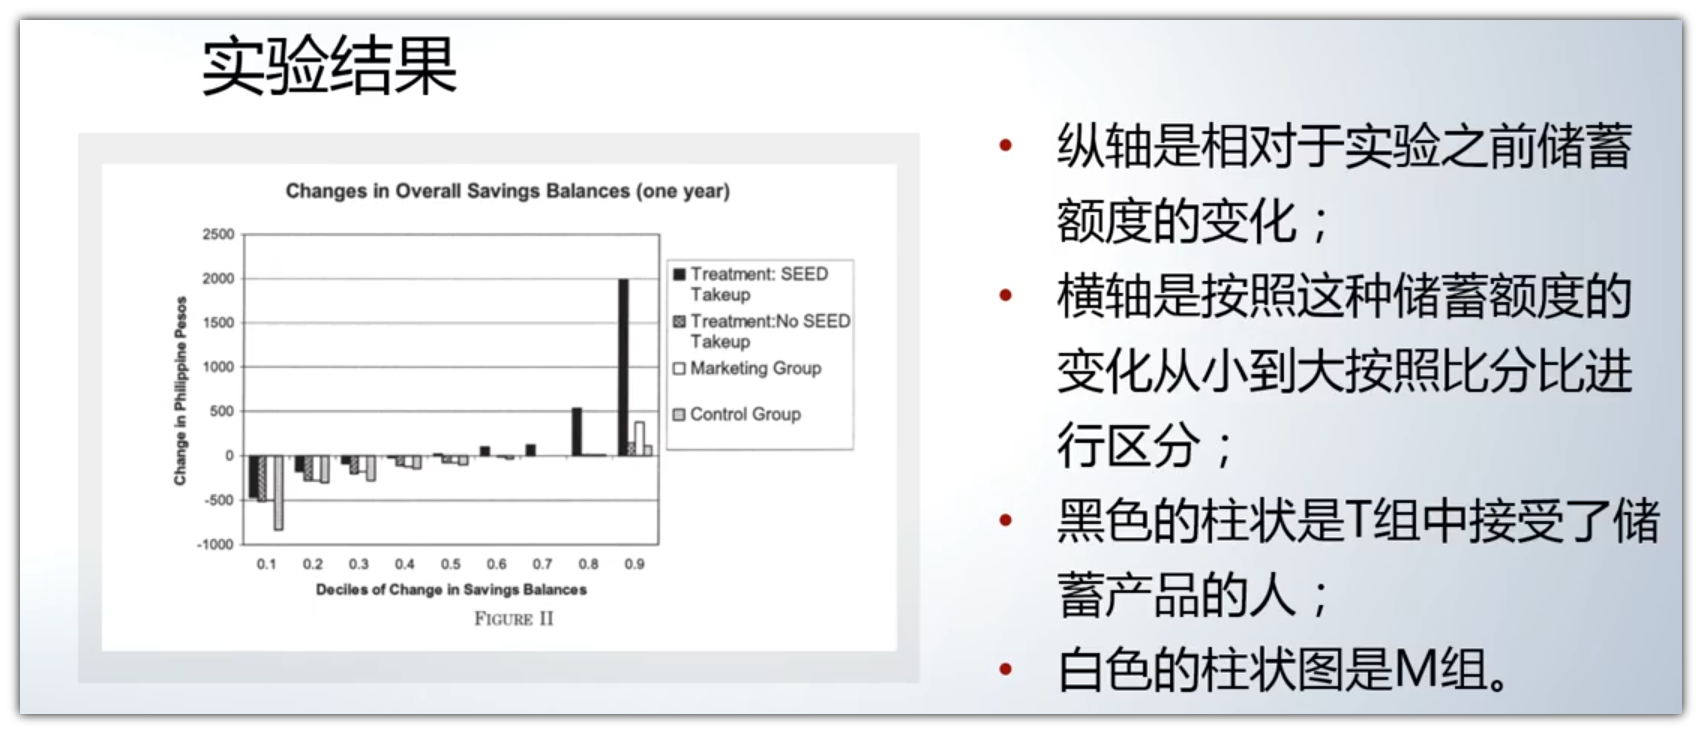 实验结果
Changes in Overall Savings Balances (one year)
Change in Philippine Pesos
2500
2000
1500
1000
500
0
-500
-1000
0.1 0.2 0.3 0.4 0.5 0.6 0.7 0.8 0.9
Deciles of Change in Savings Balances
Treatment: SEED
Takeup
Treatment:No SEED
Takeup
Marketing Group
Control Group
FIGURE II
• 纵轴是相对于实验之前储蓄
额度的变化；
• 横轴是按照这种储蓄额度的
变化从小到大按照比分比进
行区分；
• 黑色的柱状是T组中接受了储
蓄产品的人；
• 白色的柱状图是M组。